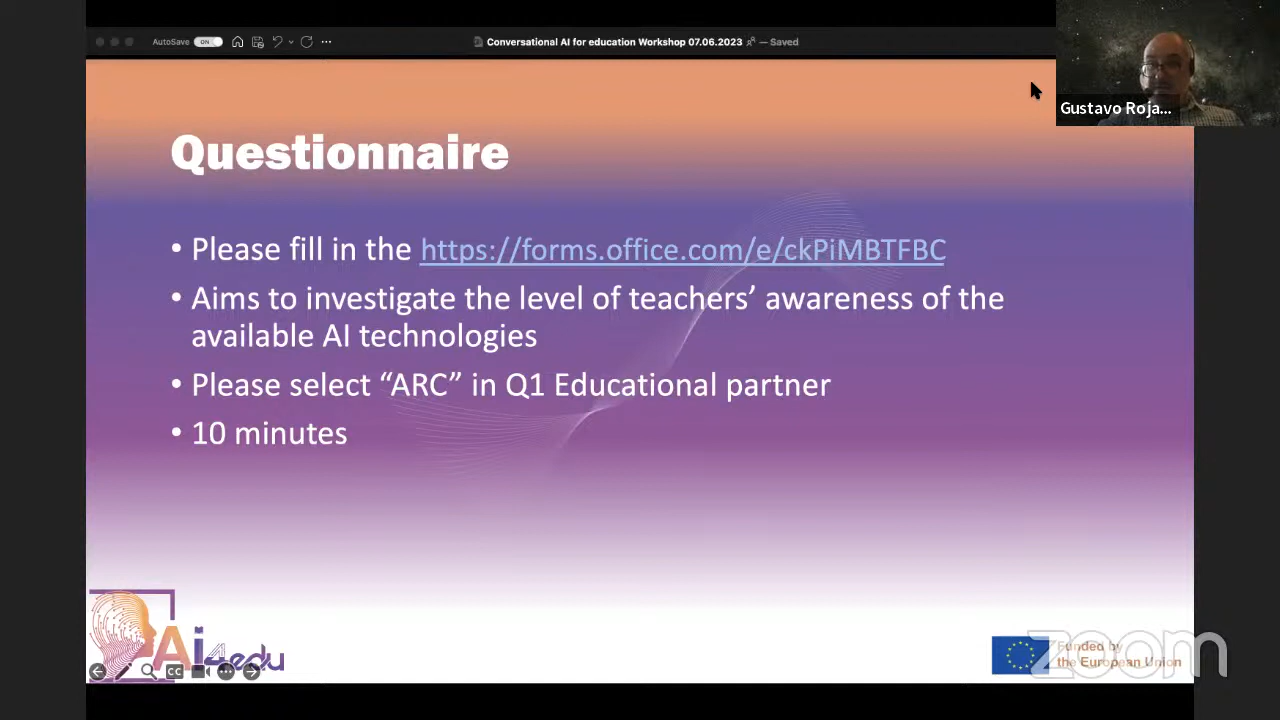 AutoSave ON
Conversational AI for education Workshop 07.06.2023 — Saved
Gustavo Roja...
Questionnaire
• Please fill in the https://forms.office.com/e/ckPiMBTFBC
• Aims to investigate the level of teachers’ awareness of the
available AI technologies
• Please select “ARC” in Q1 Educational partner
• 10 minutes
Ai4edu
CC
Funded by
the European Union
zoom